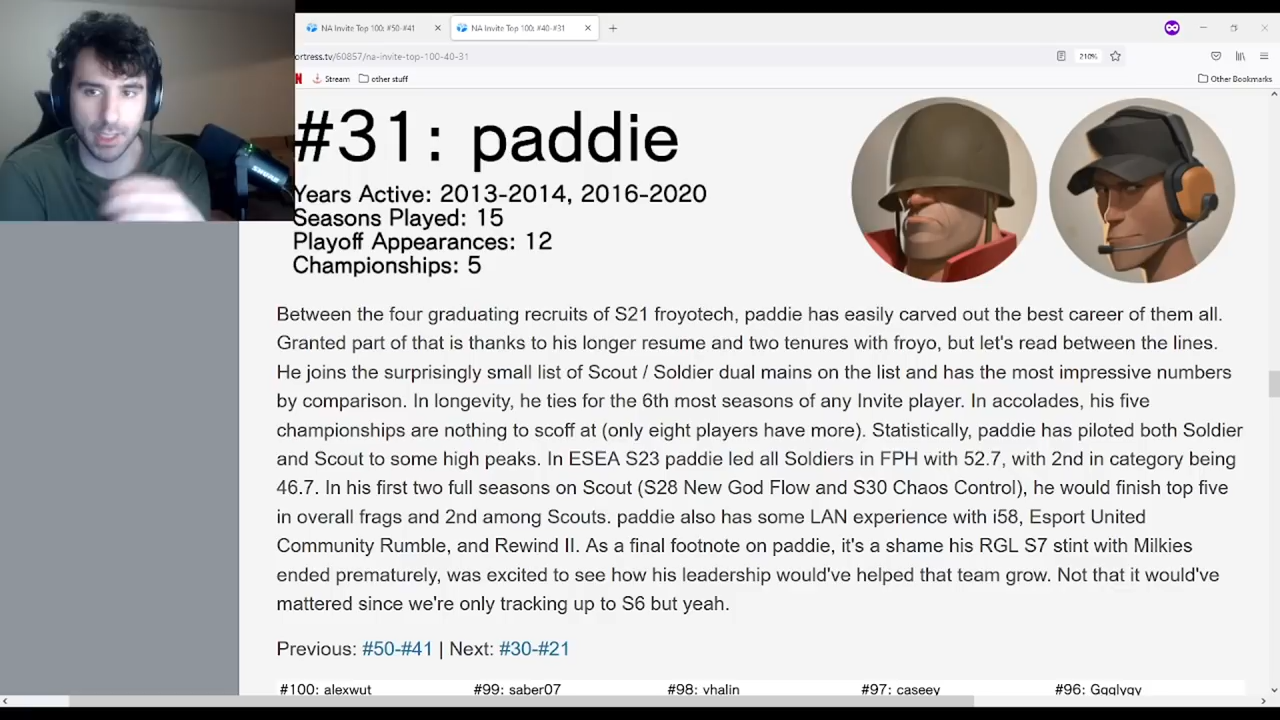 NA Invite Top 100: #50-#41
NA Invite Top 100: #40-#31
ortress.tv/60857/na-invite-top-100-40-31
210%
Stream
other stuff
Other Bookmarks
#31: paddie
Years Active: 2013-2014, 2016-2020
Seasons Played: 15
Playoff Appearances: 12
Championships: 5
Between the four graduating recruits of S21 froyotech, paddie has easily carved out the best career of them all.
Granted part of that is thanks to his longer resume and two tenures with froyo, but let's read between the lines.
He joins the surprisingly small list of Scout / Soldier dual mains on the list and has the most impressive numbers
by comparison. In longevity, he ties for the 6th most seasons of any Invite player. In accolades, his five
championships are nothing to scoff at (only eight players have more). Statistically, paddie has piloted both Soldier
and Scout to some high peaks. In ESEA S23 paddie led all Soldiers in FPH with 52.7, with 2nd in category being
46.7. In his first two full seasons on Scout (S28 New God Flow and S30 Chaos Control), he would finish top five
in overall frags and 2nd among Scouts. paddie also has some LAN experience with i58, Esport United
Community Rumble, and Rewind II. As a final footnote on paddie, it's a shame his RGL S7 stint with Milkies
ended prematurely, was excited to see how his leadership would've helped that team grow. Not that it would've
mattered since we're only tracking up to S6 but yeah.
Previous: #50-#41 | Next: #30-#21
#100: alexwut #99: saber07 #98: vhalin #97: caseey #96: Ggglygy
SHURE